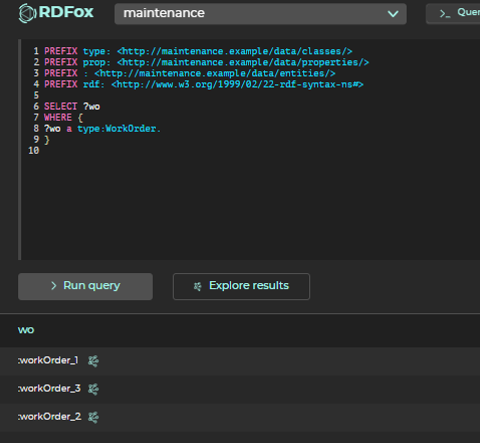 RDFox
maintenance
>_ Quer
1 PREFIX type: <http://maintenance.example/data/classes/>
2 PREFIX prop: <http://maintenance.example/data/properties/>
3 PREFIX : <http://maintenance.example/data/entities/>
4 PREFIX rdf: <http://www.w3.org/1999/02/22-rdf-syntax-ns#>
5
6 SELECT ?wo
7 WHERE {
8 ?wo a type:WorkOrder.
9 }
10
> Run query
Explore results
wo
:workOrder_1
:workOrder_3
:workOrder_2